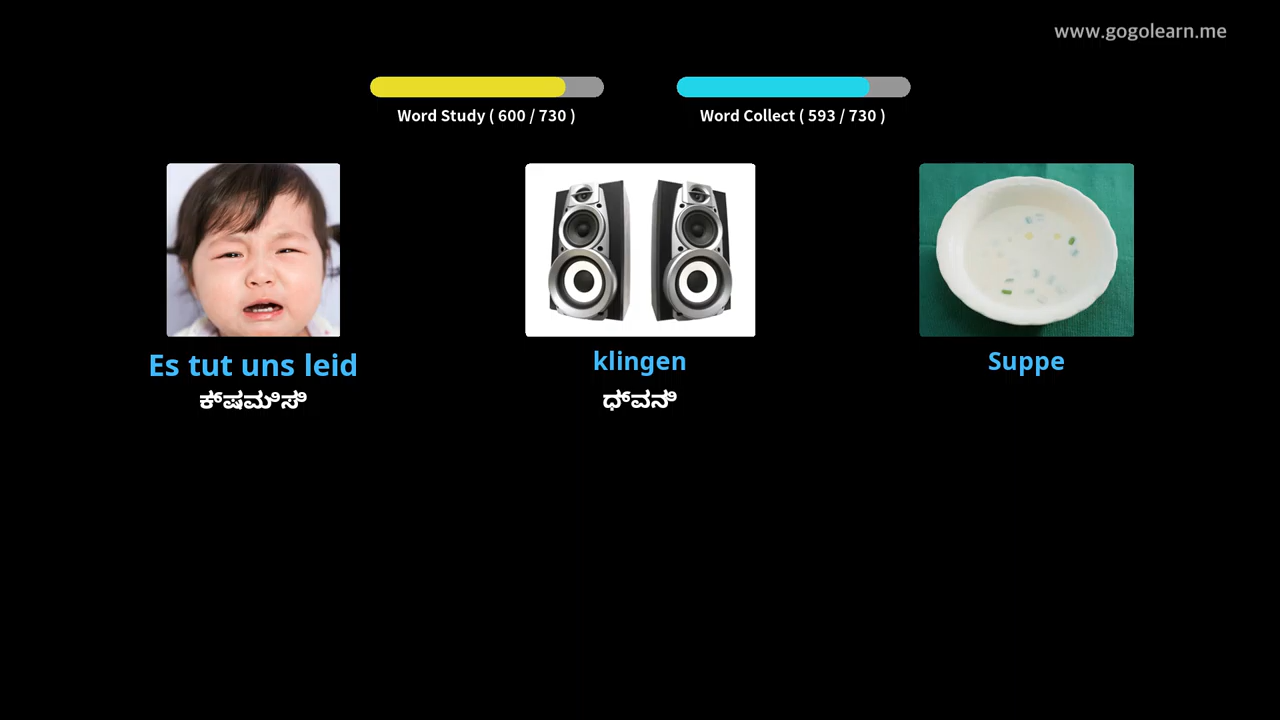 www.gogolearn.me
Word Study ( 600 / 730 )
Word Collect ( 593 / 730 )
Es tut uns leid
klingen
Suppe
ಕ್ಷಮಿಸಿ
ಧ್ವನಿ